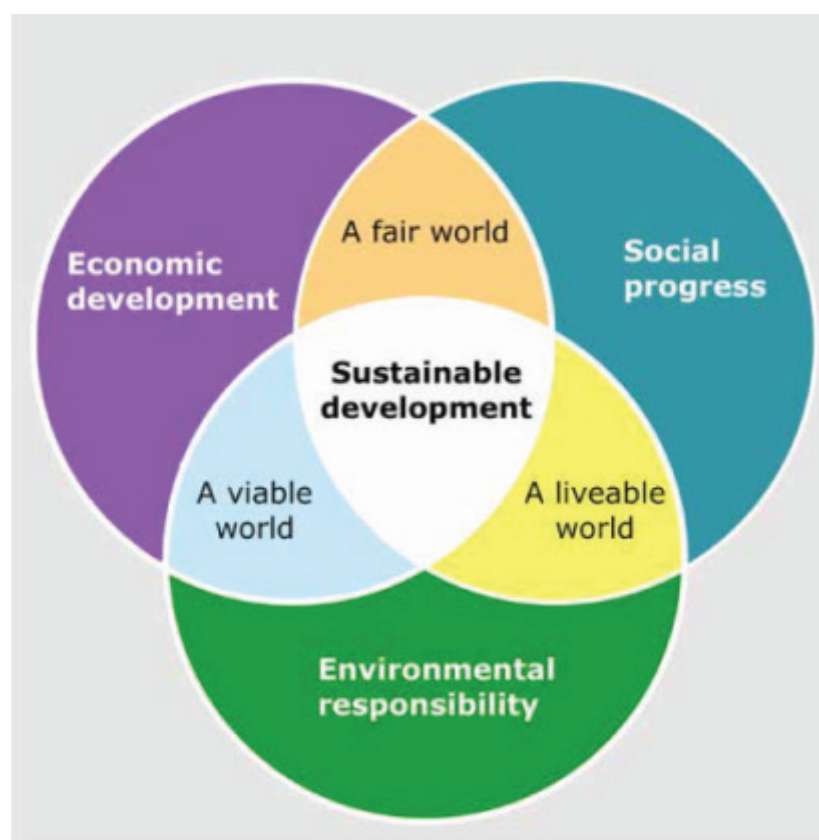 A fair world
Economic
development
Social
progress
Sustainable
development
A viable
world
A liveable
world
Environmental
responsibility